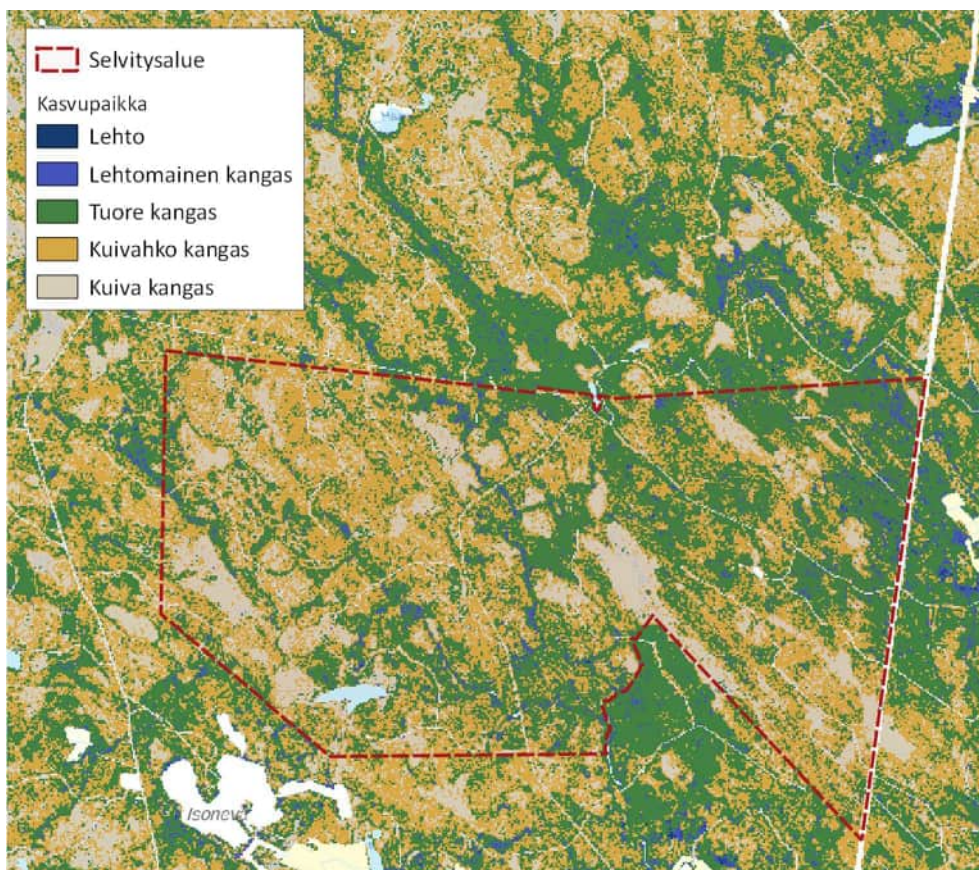 Selvitysalue
Kasvupaikka
Lehto
Lehtomainen kangas
Tuore kangas
Kuivahko kangas
Kuiva kangas
Isoneva